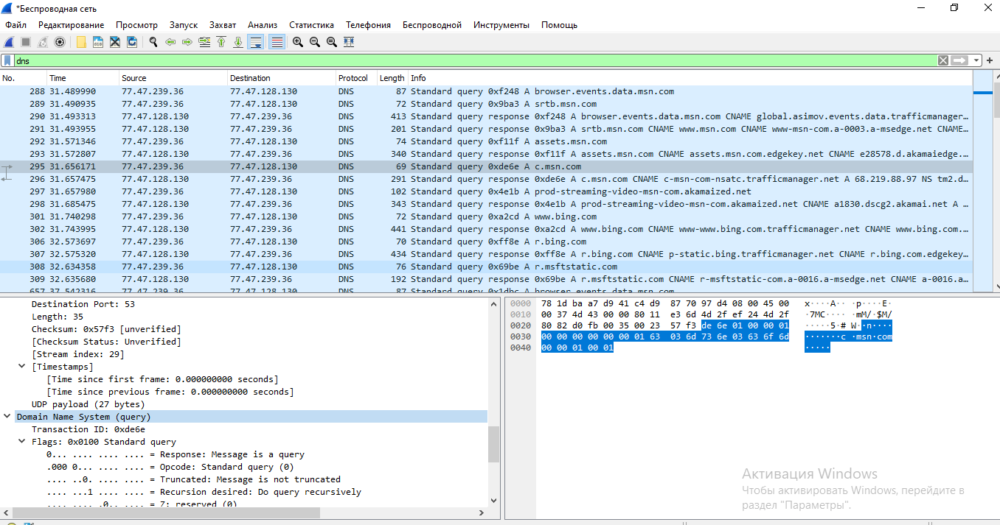 *Беспроводная сеть
Файл Редактирование Просмотр Запуск Захват Анализ Статистика Телефония Беспроводной Инструменты Помощь
dns
No. Time Source Destination Protocol Length Info
288 31.489990 77.47.239.36 77.47.128.130 DNS 87 Standard query 0xf248 A browser.events.data.msn.com
289 31.490935 77.47.239.36 77.47.128.130 DNS 72 Standard query 0x9ba3 A srtb.msn.com
290 31.493313 77.47.128.130 77.47.239.36 DNS 413 Standard query response 0xf248 A browser.events.data.msn.com CNAME global.asimov.events.data.trafficmanager…
291 31.493955 77.47.128.130 77.47.239.36 DNS 201 Standard query response 0x9ba3 A srtb.msn.com CNAME www.msn.com CNAME www-msn-com.a-0003.a-msedge.net CNAME…
292 31.571346 77.47.239.36 77.47.128.130 DNS 74 Standard query 0xf11f A assets.msn.com
293 31.572807 77.47.128.130 77.47.239.36 DNS 340 Standard query response 0xf11f A assets.msn.com CNAME assets.msn.com.edgekey.net CNAME e28578.d.akamaiedge.…
295 31.656171 77.47.239.36 77.47.128.130 DNS 69 Standard query 0xde6e A c.msn.com
296 31.657475 77.47.128.130 77.47.239.36 DNS 291 Standard query response 0xde6e A c.msn.com CNAME c-msn-com-nsatc.trafficmanager.net A 68.219.88.97 NS tm2.d…
297 31.657980 77.47.239.36 77.47.128.130 DNS 102 Standard query 0x4e1b A prod-streaming-video-msn-com.akamaized.net
298 31.685475 77.47.128.130 77.47.239.36 DNS 343 Standard query response 0x4e1b A prod-streaming-video-msn-com.akamaized.net CNAME a1830.dscg2.akamai.net A …
301 31.740298 77.47.239.36 77.47.128.130 DNS 72 Standard query 0xa2cd A www.bing.com
302 31.743995 77.47.128.130 77.47.239.36 DNS 441 Standard query response 0xa2cd A www.bing.com CNAME www-www.bing.com.trafficmanager.net CNAME www.bing.com.…
306 32.573697 77.47.239.36 77.47.128.130 DNS 70 Standard query 0xff8e A r.bing.com
307 32.575320 77.47.128.130 77.47.239.36 DNS 434 Standard query response 0xff8e A r.bing.com CNAME p-static.bing.trafficmanager.net CNAME r.bing.com.edgekey…
308 32.634358 77.47.239.36 77.47.128.130 DNS 76 Standard query 0x69be A r.msftstatic.com
309 32.635680 77.47.128.130 77.47.239.36 DNS 192 Standard query response 0x69be A r.msftstatic.com CNAME r-msftstatic-com.a-0016.a-msedge.net CNAME a-0016.a…
657 37.542316 77.47.239.36 77.47.128.130 DNS 87 Standard query 0x1dbc A browser.events.data.msn.com
Destination Port: 53
Length: 35
Checksum: 0x57f3 [unverified]
[Checksum Status: Unverified]
[Stream index: 29]
[Timestamps]
[Time since first frame: 0.000000000 seconds]
[Time since previous frame: 0.000000000 seconds]
UDP payload (27 bytes)
Domain Name System (query)
Transaction ID: 0xde6e
Flags: 0x0100 Standard query
0... .... .... .... = Response: Message is a query
.000 0... .... .... = Opcode: Standard query (0)
.... ..0. .... .... = Truncated: Message is not truncated
.... ...1 .... .... = Recursion desired: Do query recursively
.... .... .0.. .... = Z: reserved (0)
0000 78 1d ba a7 d9 41 c4 d9 87 70 97 d4 08 00 45 00 x····A·· ·p····E·
0010 00 37 4d 43 00 00 80 11 e3 6d 4d 2f ef 24 4d 2f ·7MC···· ·mM/·$M/
0020 80 82 d0 fb 00 35 00 23 57 f3 de 6e 01 00 00 01 ·····5·# W··n····
0030 00 00 00 00 00 00 01 63 03 6d 73 6e 03 63 6f 6d ·······c ·msn·com
0040 00 00 01 00 01 ·····
Активация Windows
Чтобы активировать Windows, перейдите в
раздел "Параметры".